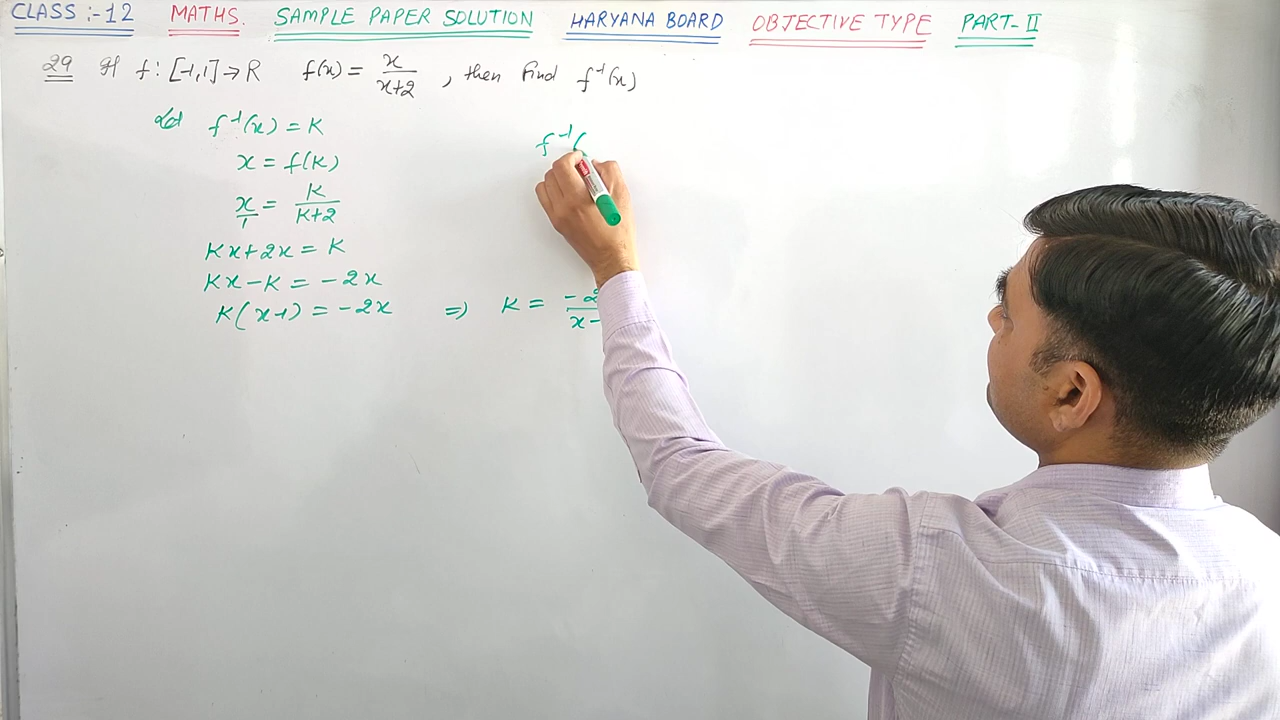 CLASS :- 12 MATHS. SAMPLE PAPER SOLUTION HARYANA BOARD OBJECTIVE TYPE PART- II
29 If f: [-1,1] → R f(x) = x/(x+2), then find f⁻¹(x)
Let f⁻¹(x) = K
x = f(K)
x/1 = K/(K+2)
Kx+2x = K
Kx-K = -2x
K(x-1) = -2x ⇒ K = -2 / x-
f⁻¹(